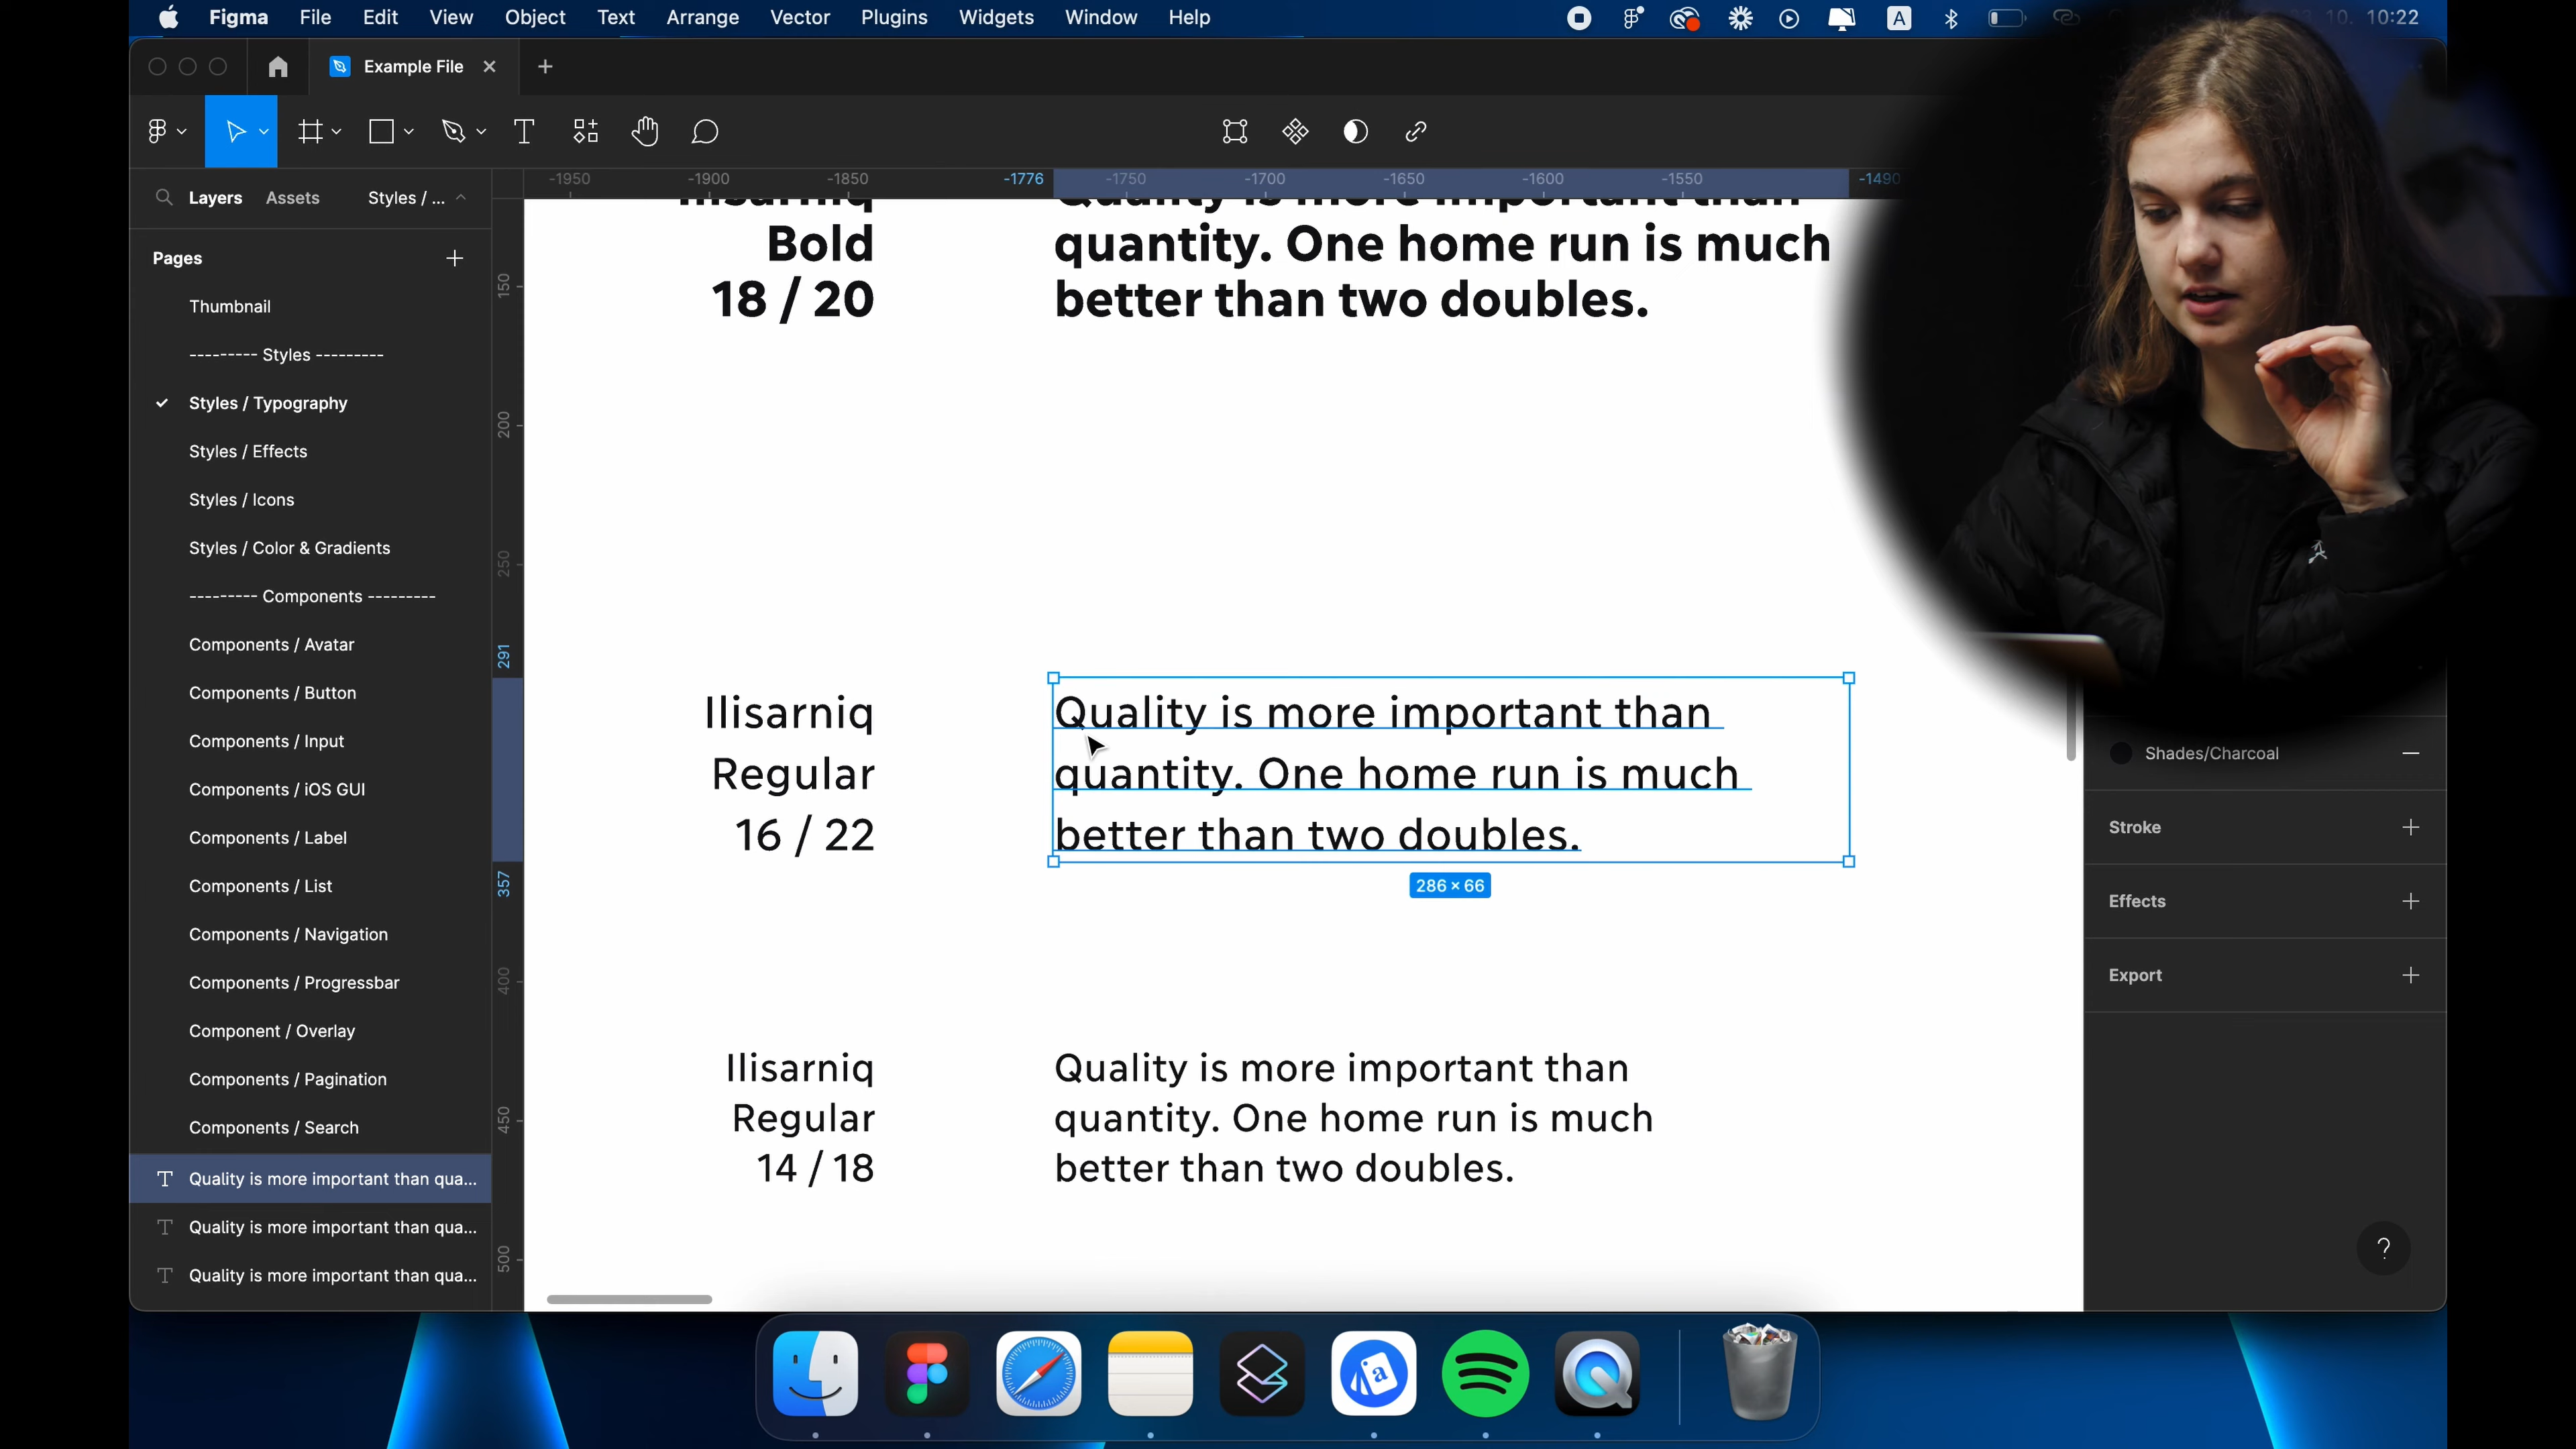 Figma File Edit View Object Text Arrange Vector Plugins Widgets Window Help
A
10. 10:22
Example File
Layers Assets Styles / ...
-1950 -1900 -1850 -1776 -1750 -1700 -1650 -1600 -1550 -1490
Pages
Thumbnail
--------- Styles ---------
Styles / Typography
Styles / Effects
Styles / Icons
Styles / Color & Gradients
--------- Components ---------
Components / Avatar
Components / Button
Components / Input
Components / iOS GUI
Components / Label
Components / List
Components / Navigation
Components / Progressbar
Component / Overlay
Components / Pagination
Components / Search
Quality is more important than qua...
Quality is more important than qua...
Quality is more important than qua...
150
200
250
291
357
400
450
500
Ilisarniq
Bold
18 / 20
Quality is more important than
quantity. One home run is much
better than two doubles.
Ilisarniq
Regular
16 / 22
Quality is more important than
quantity. One home run is much
better than two doubles.
286 × 66
Ilisarniq
Regular
14 / 18
Quality is more important than
quantity. One home run is much
better than two doubles.
Shades/Charcoal
Stroke
Effects
Export
?
a